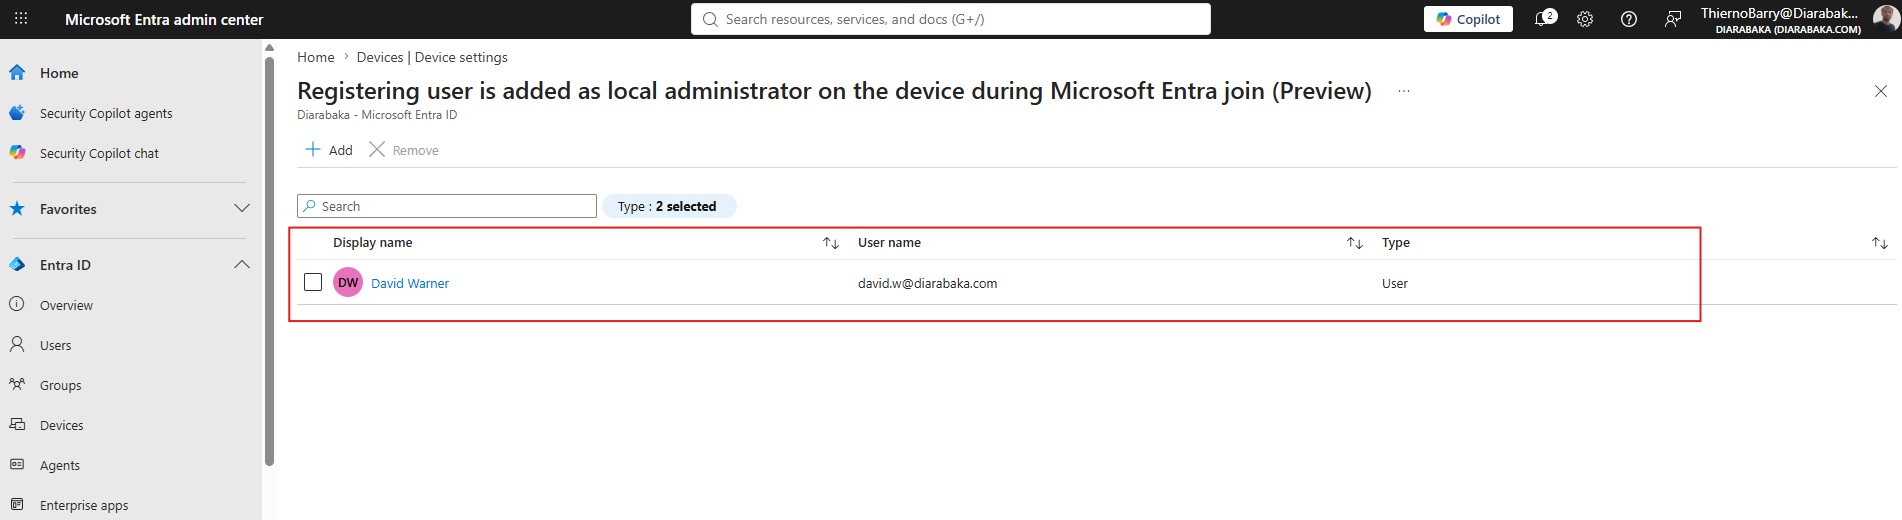 Microsoft Entra admin center
Search resources, services, and docs (G+/)
Copilot
2
ThiernoBarry@Diarabak...
DIARABAKA (DIARABAKA.COM)
Home
Security Copilot agents
Security Copilot chat
Favorites
Entra ID
Overview
Users
Groups
Devices
Agents
Enterprise apps
Home > Devices | Device settings
Registering user is added as local administrator on the device during Microsoft Entra join (Preview) ...
Diarabaka - Microsoft Entra ID
Add Remove
Search Type : 2 selected
Display name User name Type
DW David Warner david.w@diarabaka.com User